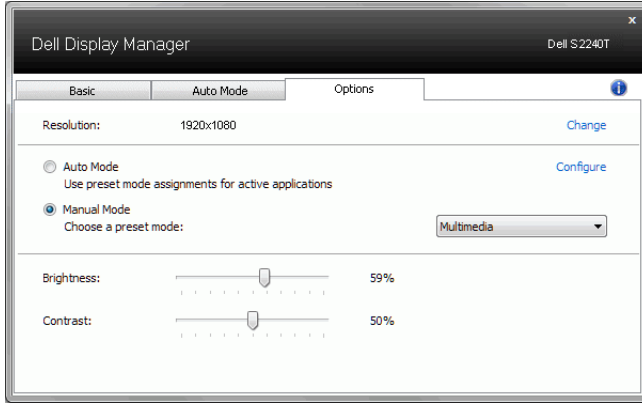 x
Dell Display Manager
Dell S2240T
Basic Auto Mode Options
Resolution: 1920x1080 Change
Auto Mode Configure
Use preset mode assignments for active applications
Manual Mode
Choose a preset mode: Multimedia
Brightness: 59%
Contrast: 50%